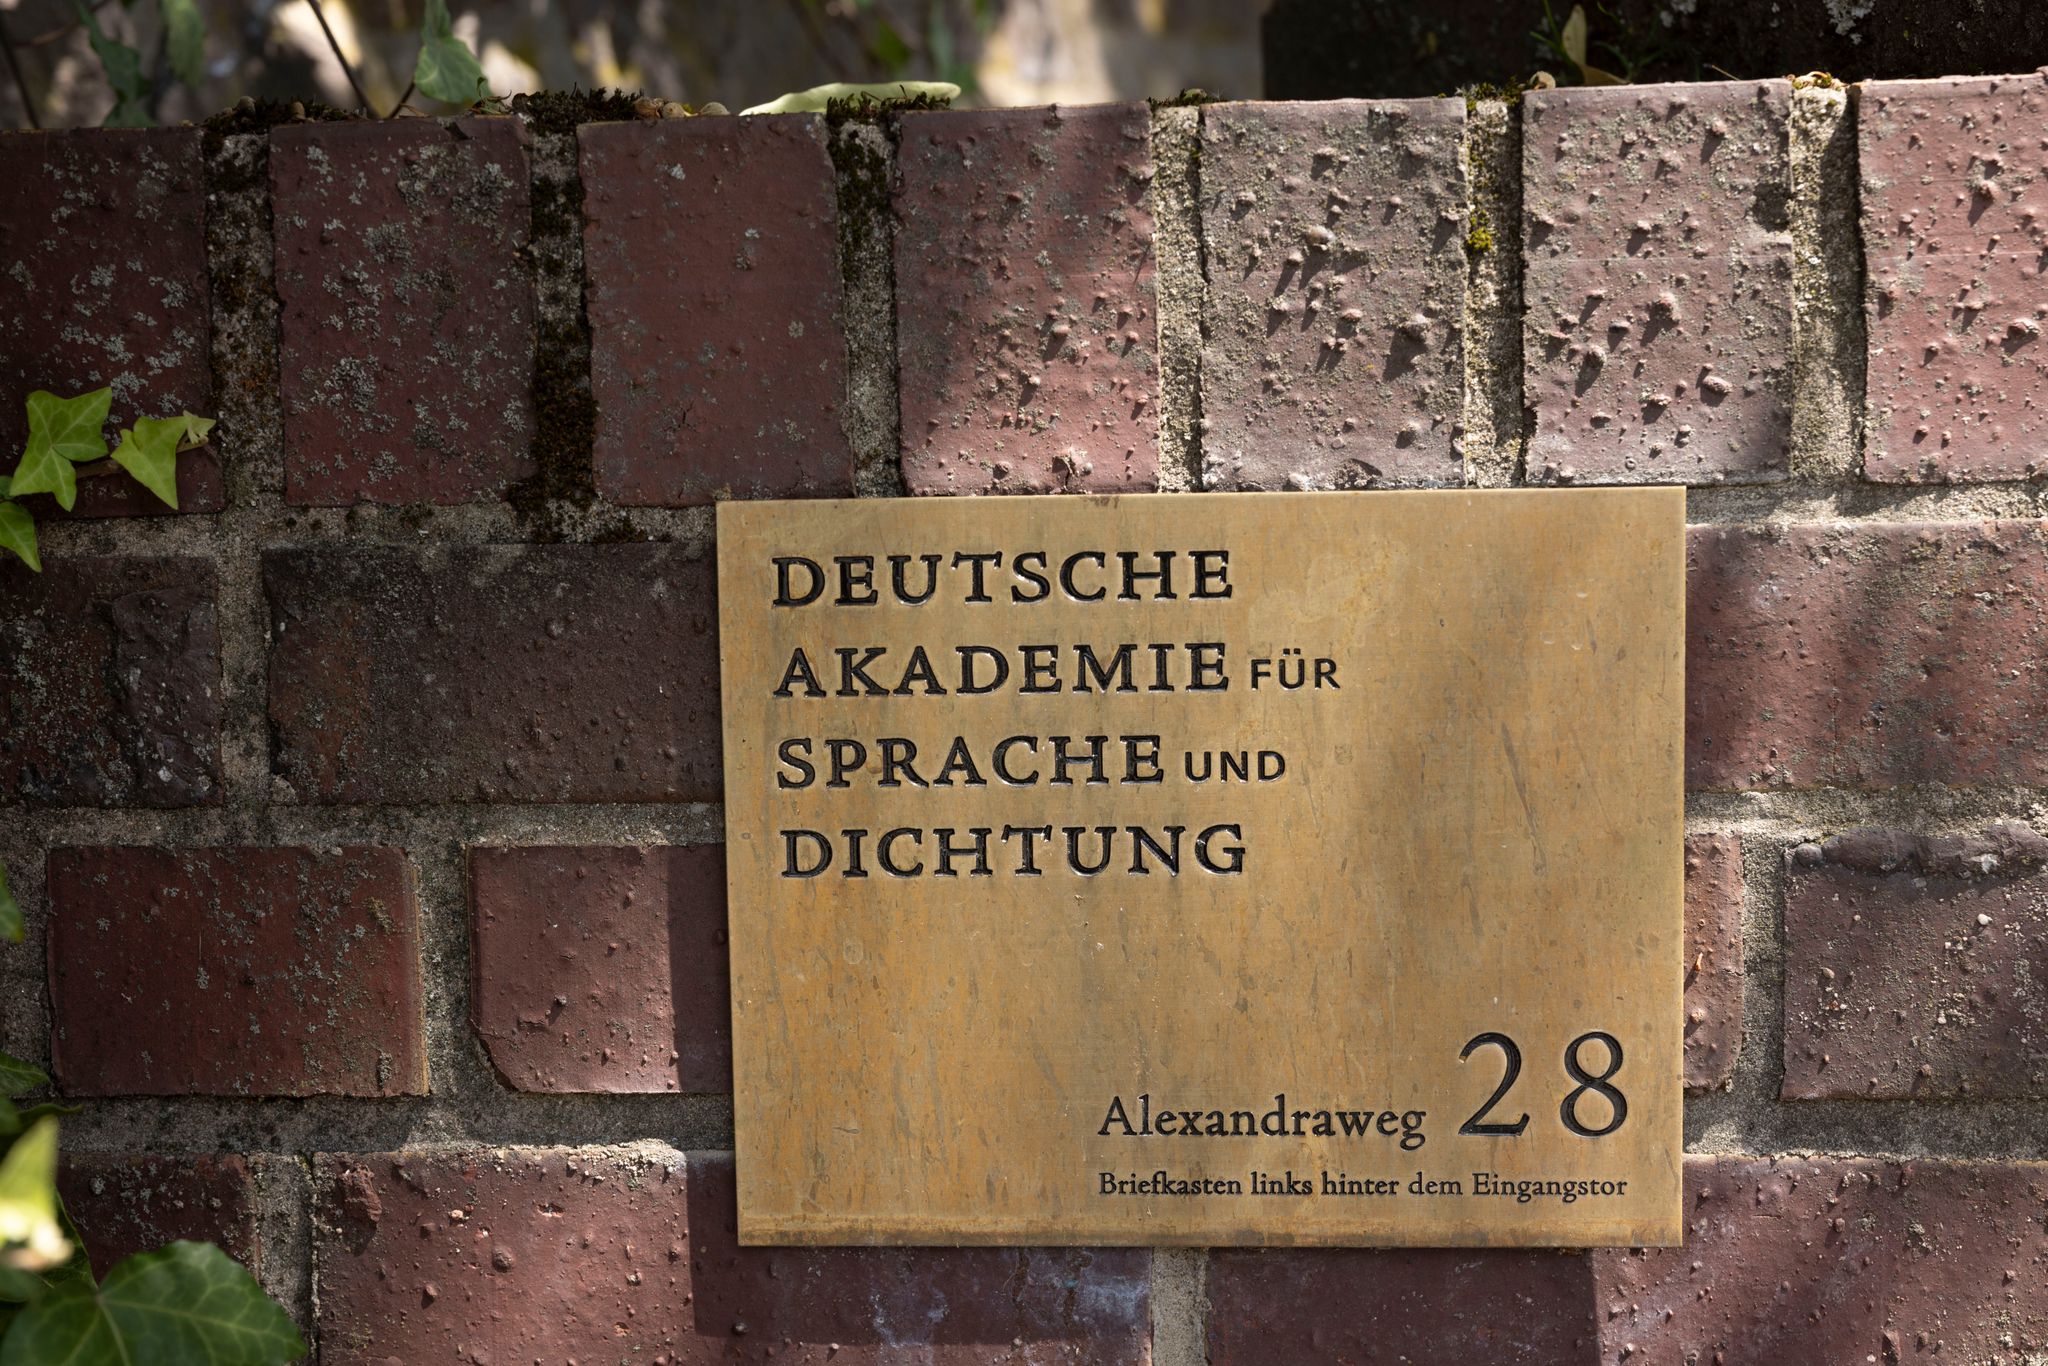 DEUTSCHE
AKADEMIE FÜR
SPRACHE UND
DICHTUNG
Alexandraweg 28
Briefkasten links hinter dem Eingangstor